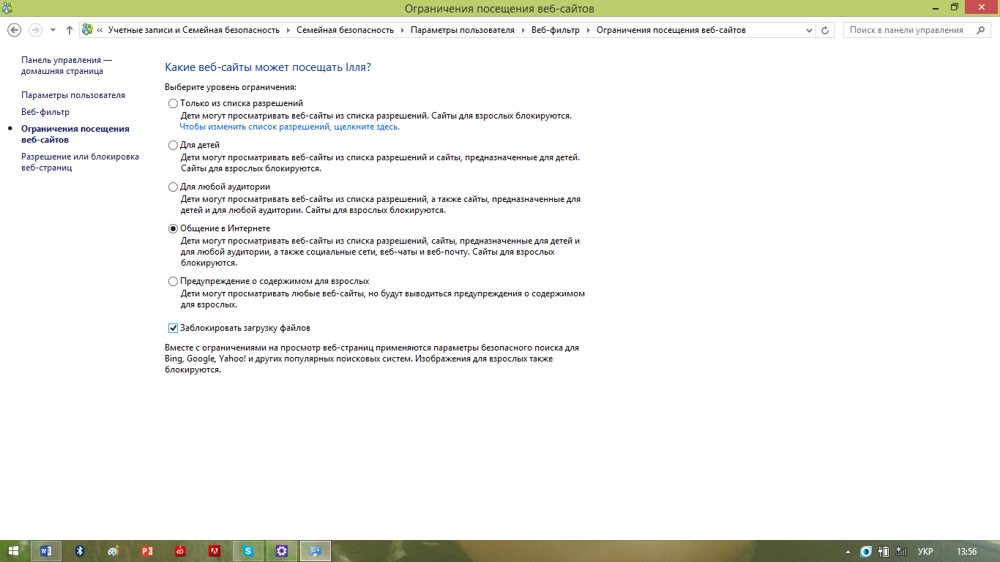 Ограничения посещения веб-сайтов
« Учетные записи и Семейная безопасность Семейная безопасность Параметры пользователя Веб-фильтр Ограничения посещения веб-сайтов
Поиск в панели управления
Панель управления —
домашняя страница
Параметры пользователя
Веб-фильтр
Ограничения посещения
веб-сайтов
Разрешение или блокировка
веб-страниц
Какие веб-сайты может посещать Ілля?
Выберите уровень ограничения:
Только из списка разрешений
Дети могут просматривать веб-сайты из списка разрешений. Сайты для взрослых блокируются.
Чтобы изменить список разрешений, щелкните здесь.
Для детей
Дети могут просматривать веб-сайты из списка разрешений и сайты, предназначенные для детей.
Сайты для взрослых блокируются.
Для любой аудитории
Дети могут просматривать веб-сайты из списка разрешений, а также сайты, предназначенные для
детей и для любой аудитории. Сайты для взрослых блокируются.
Общение в Интернете
Дети могут просматривать веб-сайты из списка разрешений, сайты, предназначенные для детей и
для любой аудитории, а также социальные сети, веб-чаты и веб-почту. Сайты для взрослых
блокируются.
Предупреждение о содержимом для взрослых
Дети могут просматривать любые веб-сайты, но будут выводиться предупреждения о содержимом
для взрослых.
Заблокировать загрузку файлов
Вместе с ограничениями на просмотр веб-страниц применяются параметры безопасного поиска для
Bing, Google, Yahoo! и других популярных поисковых систем. Изображения для взрослых также
блокируются.
УКР
13:56